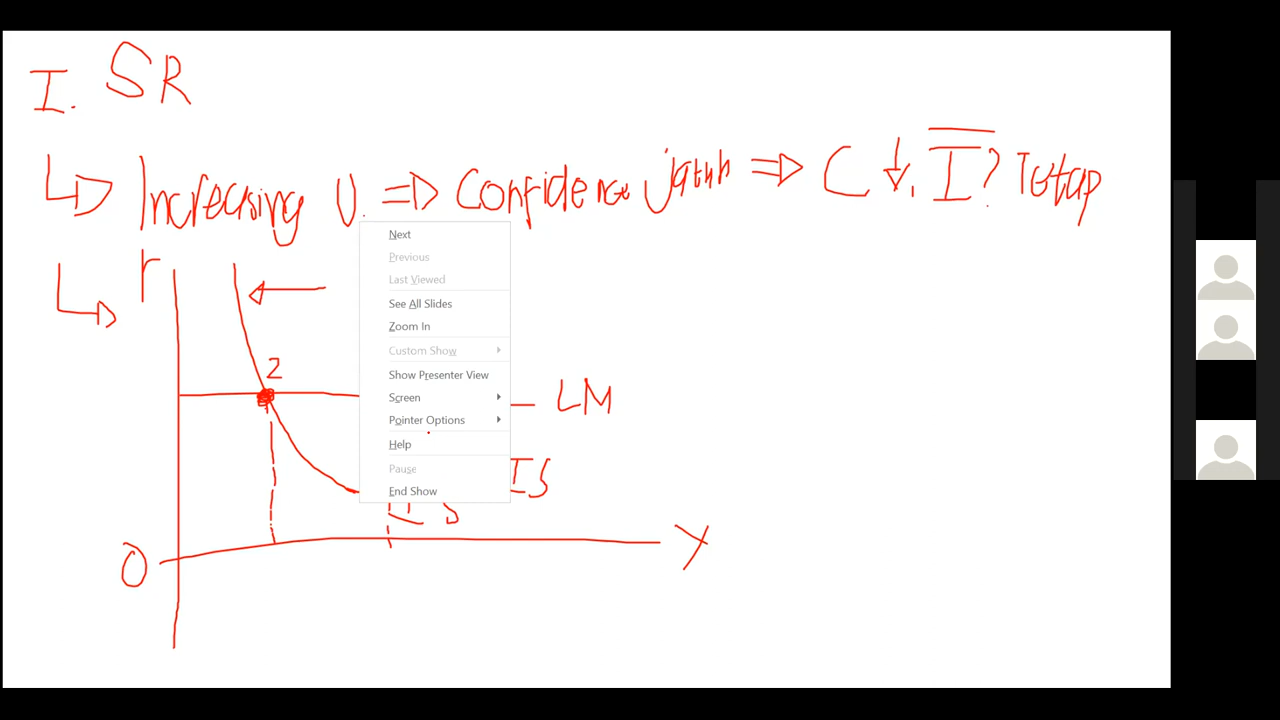 I. SR
Increasing U. => Confidence jatuh => C ↓, I? Tetap
r
2
LM
IS
0
Y
Next
Previous
Last Viewed
See All Slides
Zoom In
Custom Show
Show Presenter View
Screen
Pointer Options
Help
Pause
End Show